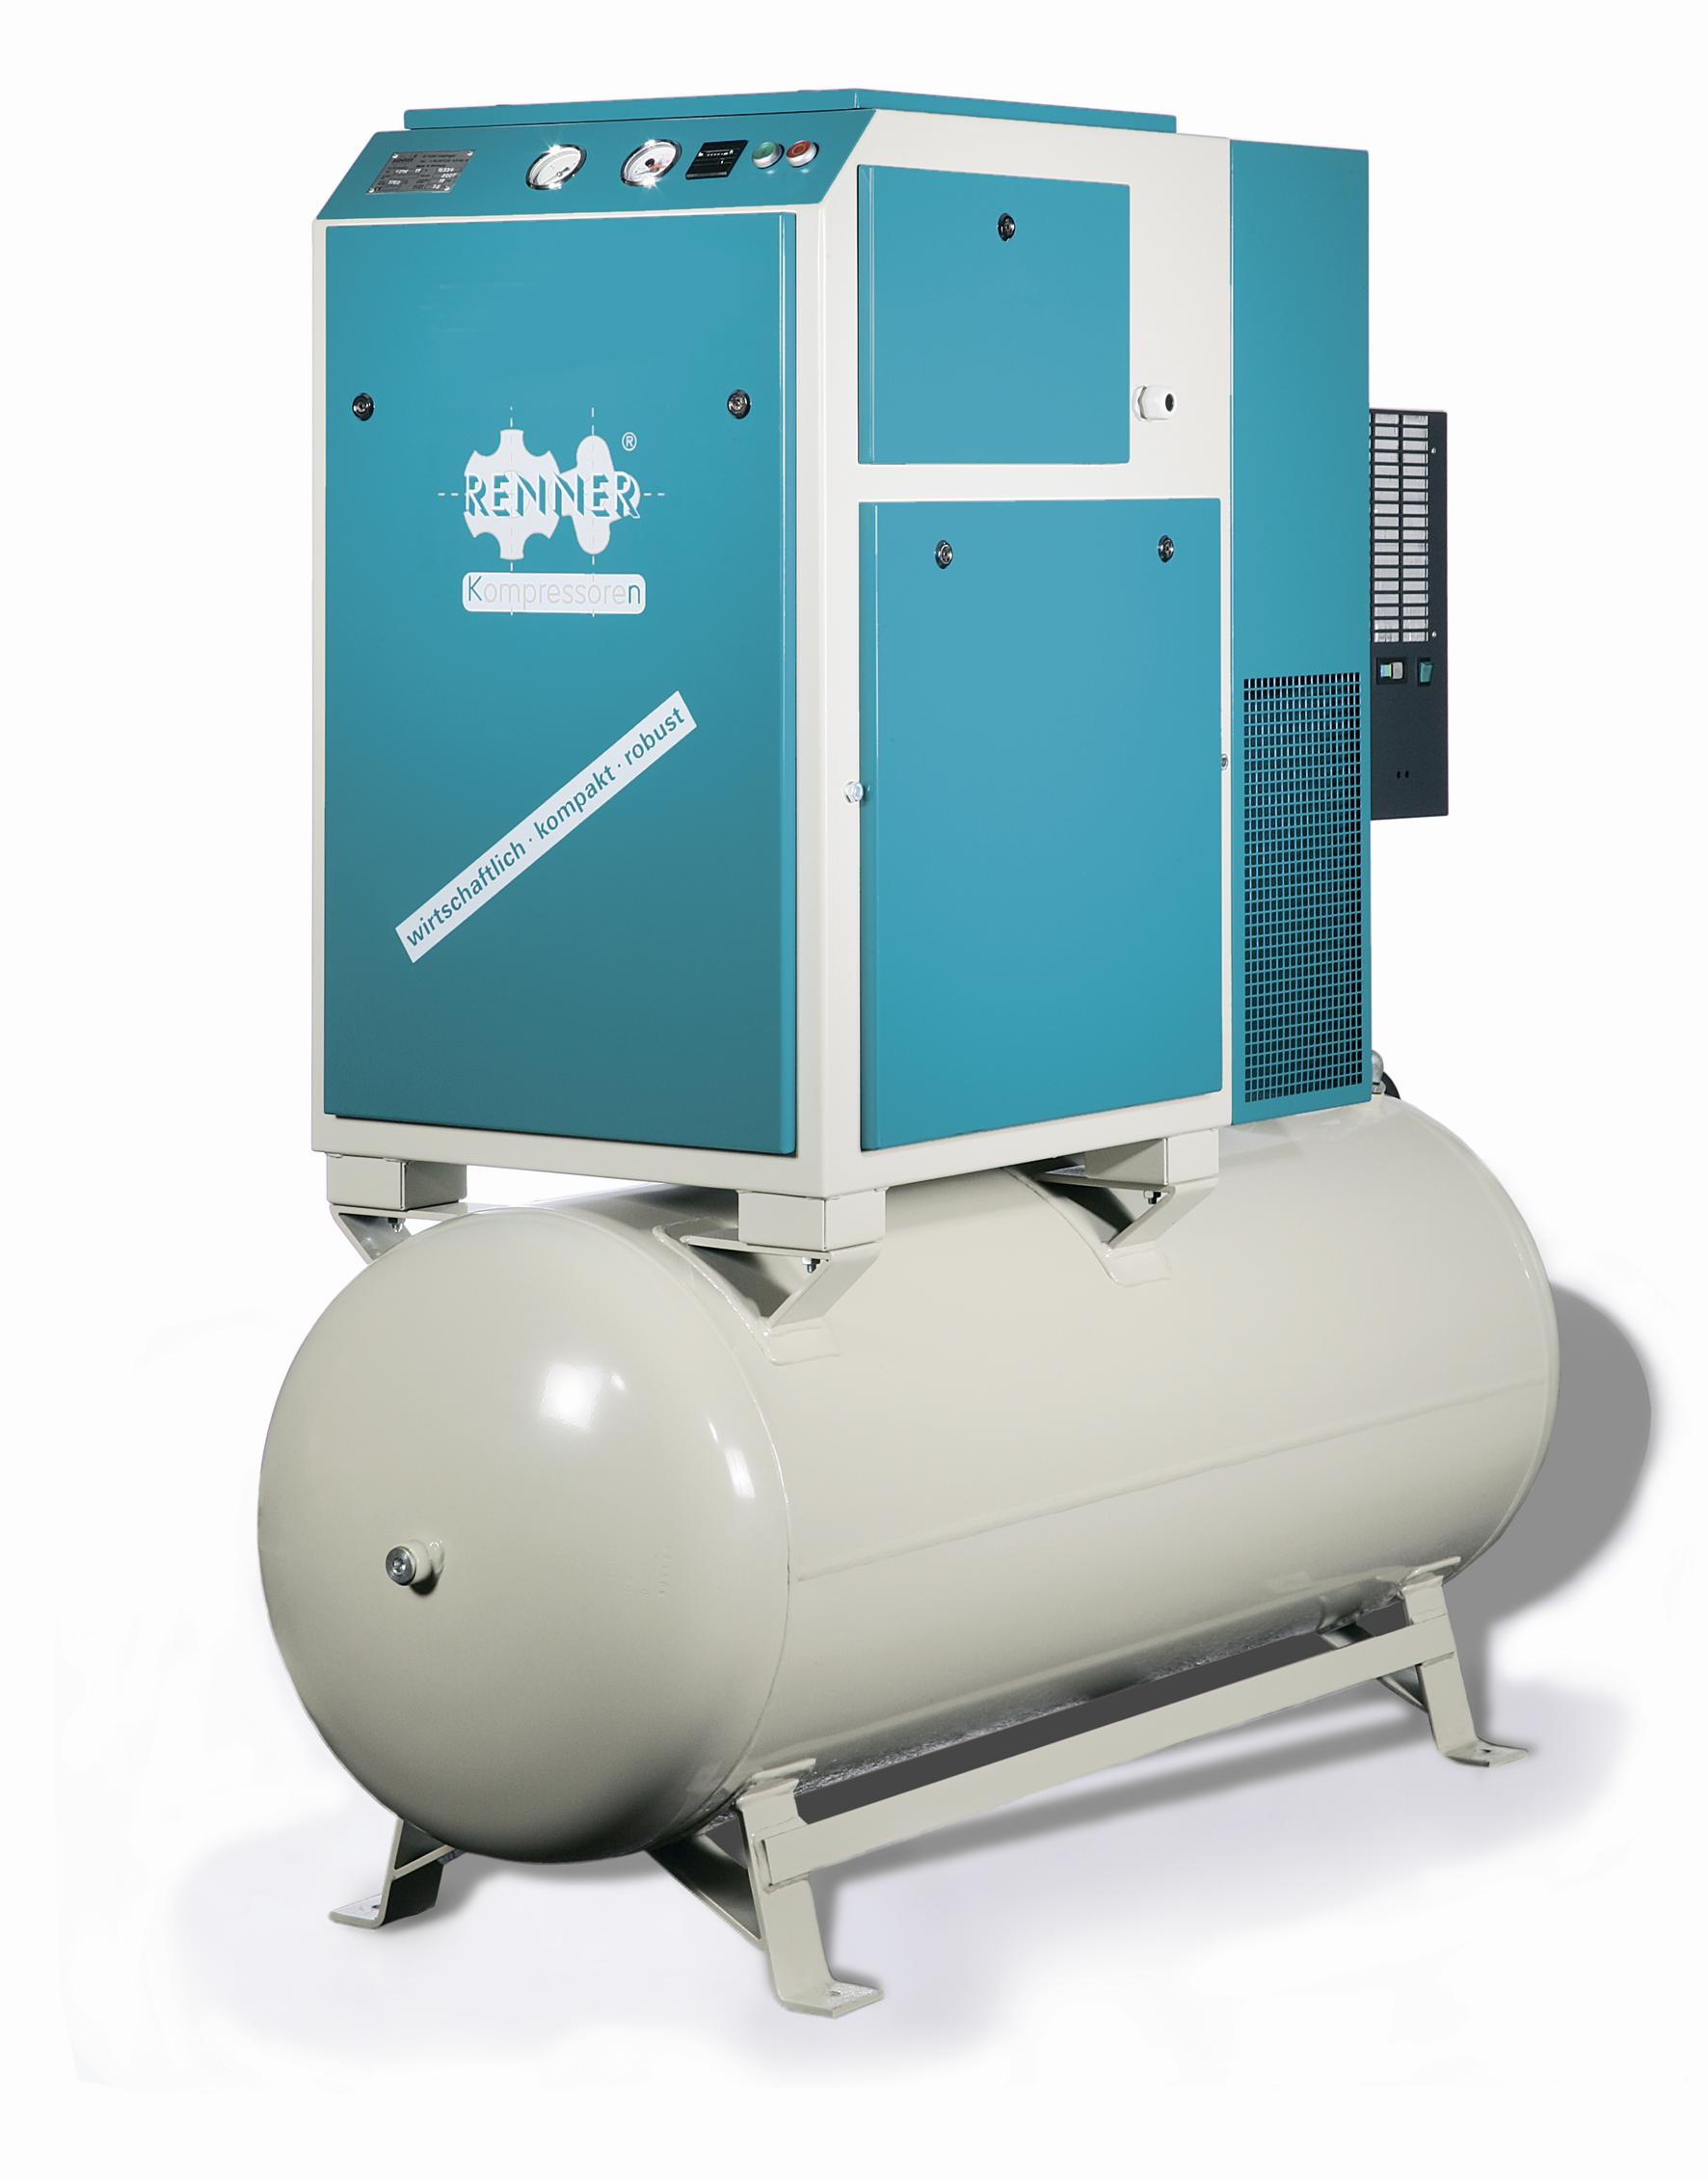 RENNER ®
Kompressoren
wirtschaftlich · kompakt · robust